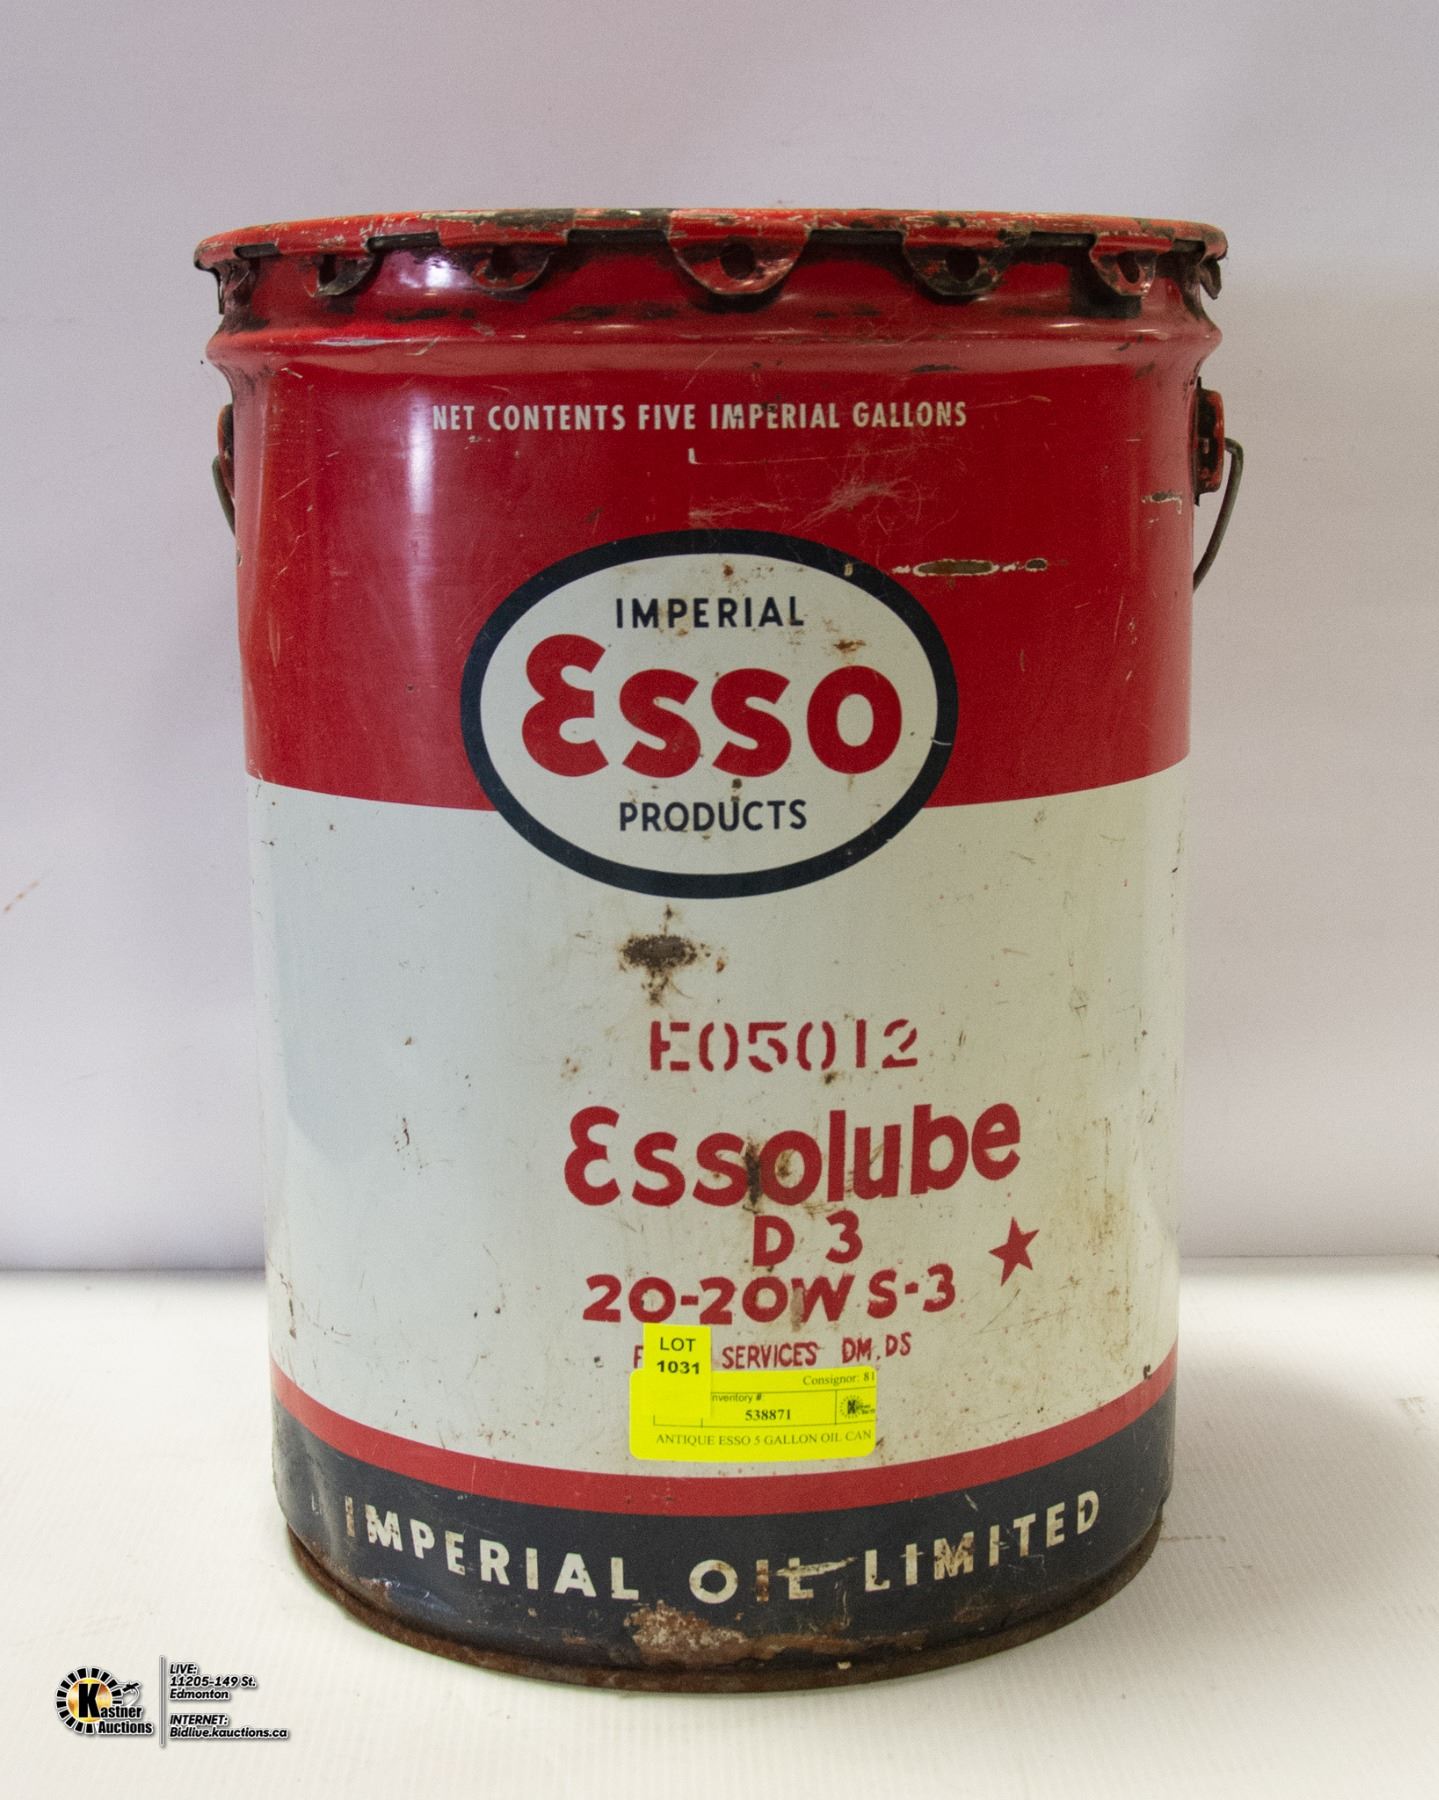 NET CONTENTS FIVE IMPERIAL GALLONS
IMPERIAL
Esso
PRODUCTS
E05012
Essolube
D 3
20-20W S-3
SERVICES DM, DS
LOT
1031
Consignor: 81
nventory #:
538871
ANTIQUE ESSO 5 GALLON OIL CAN
IMPERIAL OIL LIMITED
Kastner
Auctions
LIVE:
11205-149 St.
Edmonton
INTERNET:
Bidlive.kauctions.ca